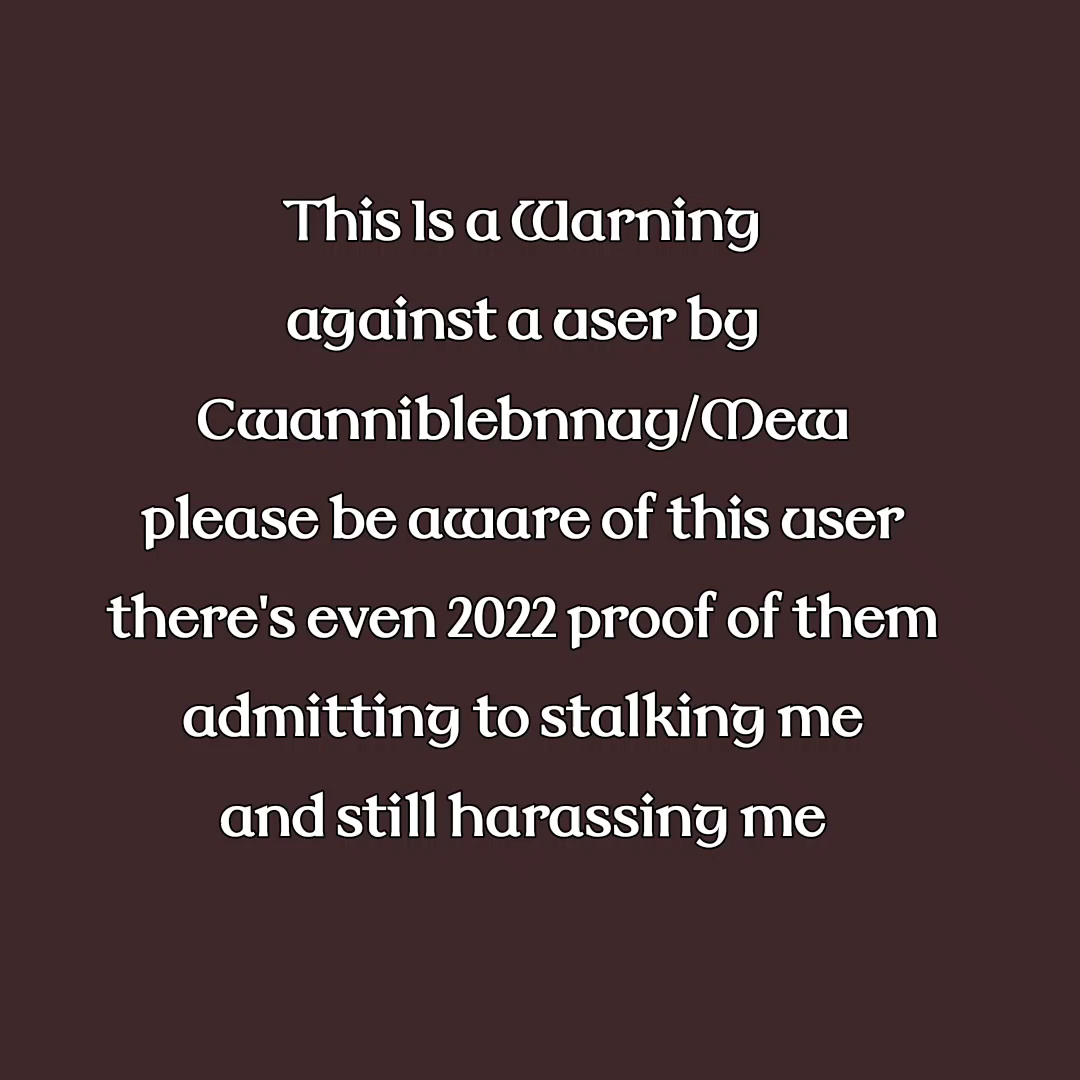 This Is a Warning
against a user by
Cwanniblebnnuy/Mew
please be aware of this user
there's even 2022 proof of them
admitting to stalking me
and still harassing me